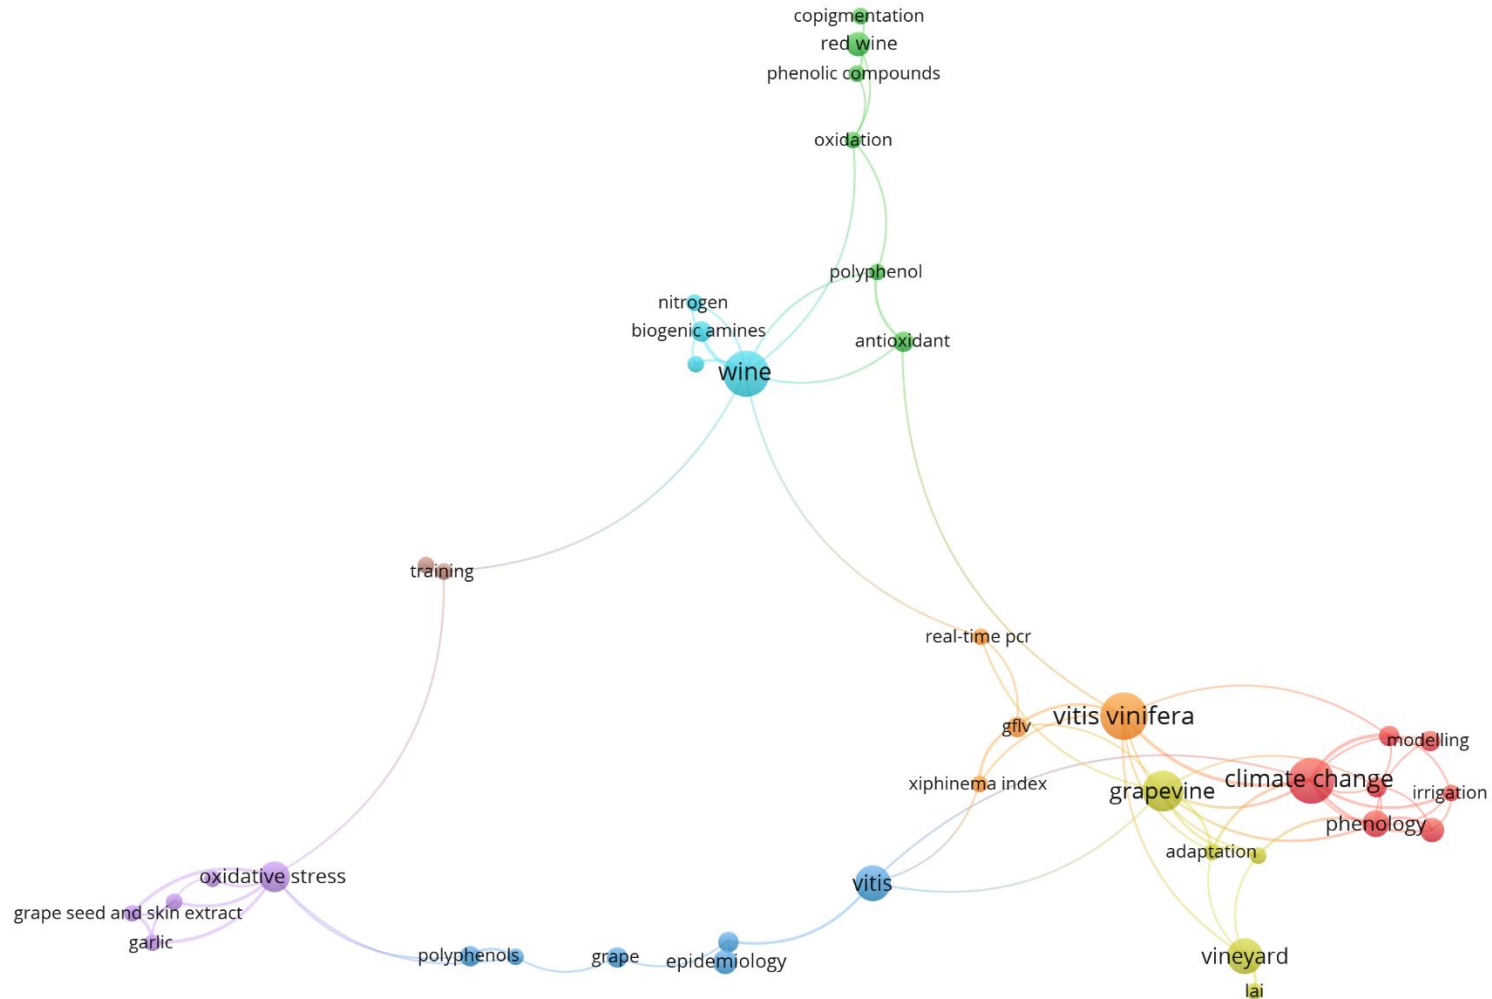 copigmentation
red wine
phenolic compounds
oxidation
polyphenol
nitrogen
biogenic amines
antioxidant
wine
training
real-time pcr
vitis vinifera
gflv
modelling
climate change
xiphinema index
grapevine
irrigation
phenology
adaptation
oxidative stress
vitis
grape seed and skin extract
garlic
polyphenols
grape
epidemiology
vineyard
lai